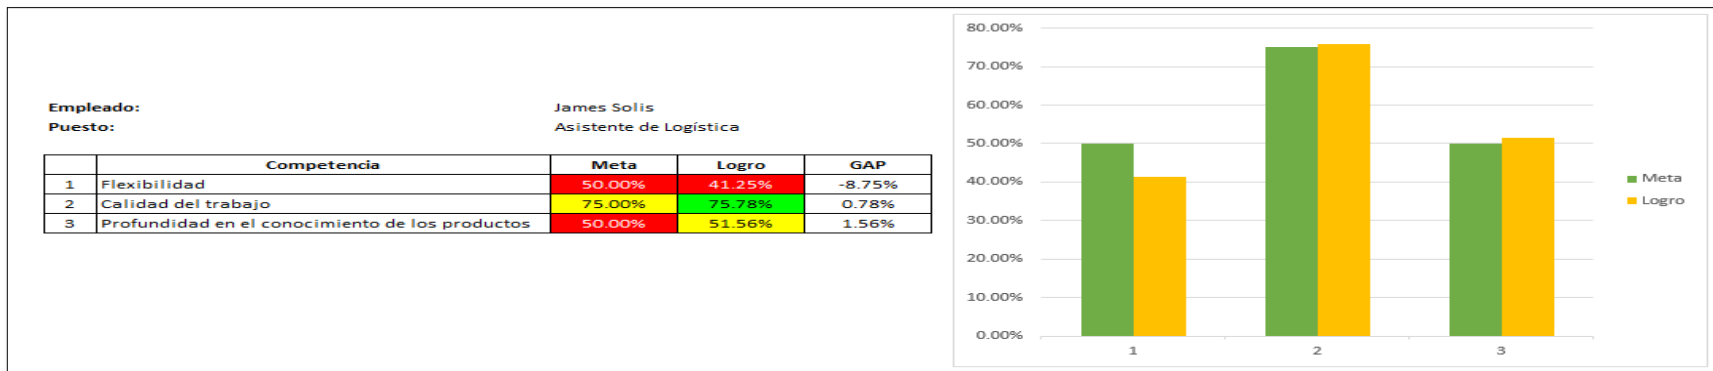 Empleado: James Solis
Puesto: Asistente de Logística
Competencia Meta Logro GAP
1 Flexibilidad 50.00% 41.25% -8.75%
2 Calidad del trabajo 75.00% 75.78% 0.78%
3 Profundidad en el conocimiento de los productos 50.00% 51.56% 1.56%
80.00%
70.00%
60.00%
50.00%
40.00%
30.00%
20.00%
10.00%
0.00%
1 2 3
Meta
Logro